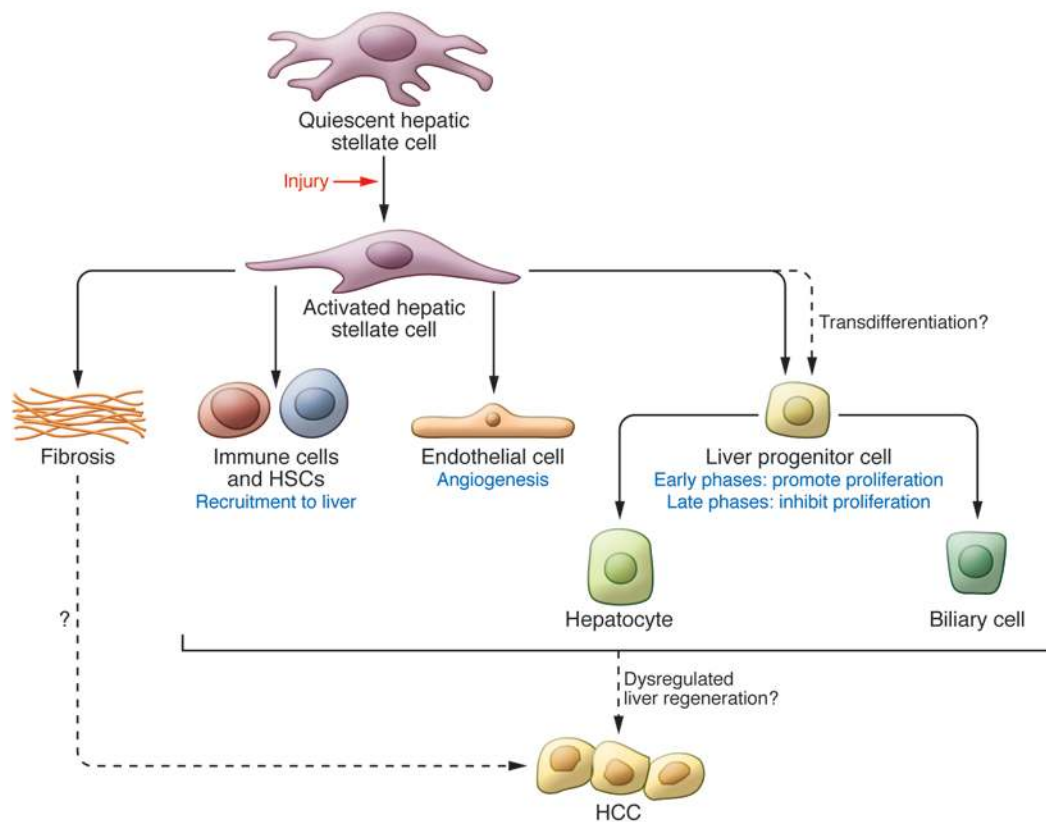 Quiescent hepatic
stellate cell
Injury
Activated hepatic
stellate cell
Transdifferentiation?
Fibrosis
Immune cells
and HSCs
Recruitment to liver
Endothelial cell
Angiogenesis
Liver progenitor cell
Early phases: promote proliferation
Late phases: inhibit proliferation
Hepatocyte
Biliary cell
?
Dysregulated
liver regeneration?
HCC